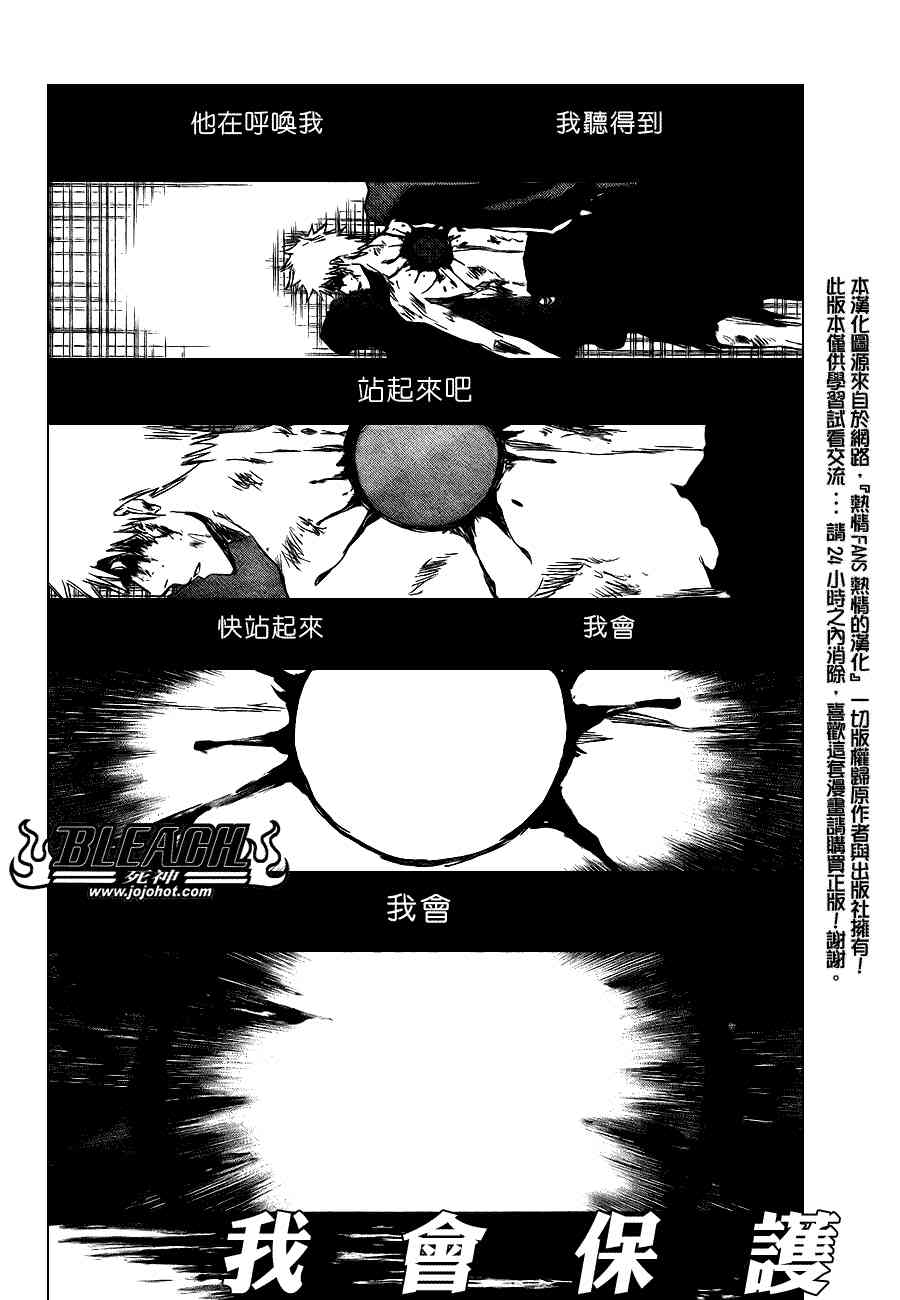 我聽得到
他在呼喚我
站起來吧
我會
快站起來
我會
我會保護
BLEACH
死神
www.jojohot.com
本漢化圖源來自於網路，『熱情FANS熱情的漢化』一切版權歸原作者與出版社擁有！
此版本僅供學習試看交流…請24小時之內消除，喜歡這套漫畫請購買正版！謝謝。